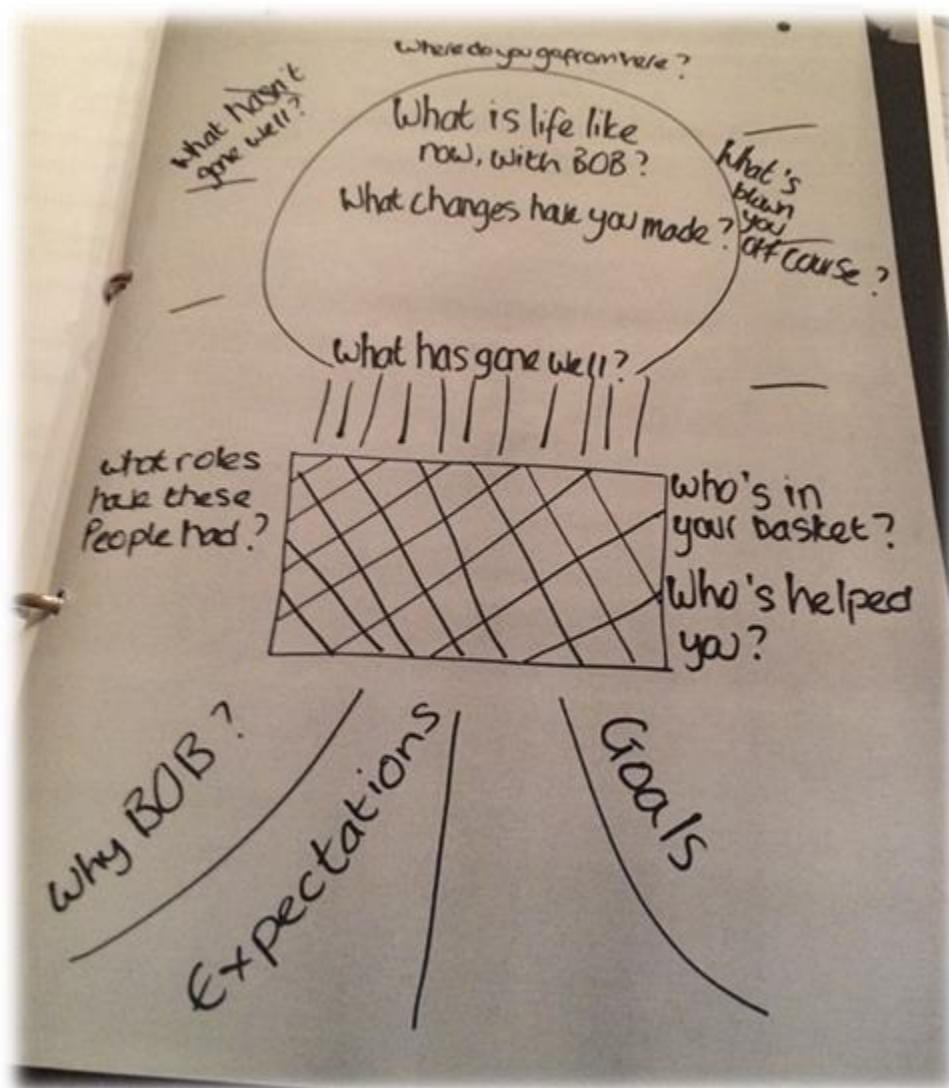 where do you go from here?
What hasn't
gone well?
What is life like
now, with BOB?
What changes have you made?
What's
blown
you
off course?
What has gone well?
what roles
have these
People had?
who's in
your basket?
Who's helped
you?
Why BOB?
Expectations
Goals